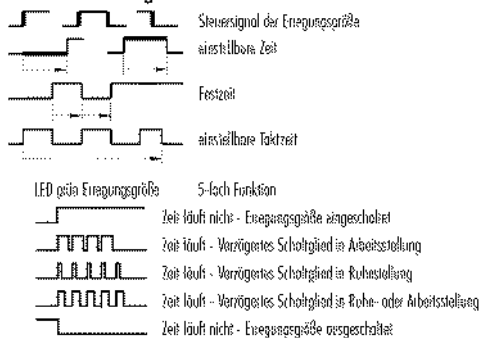 Steuersignal der Erregungsgröße
einstellbare Zeit
Festzeit
einstellbare Taktzeit
LED grün Erregungsgröße 5-fach Funktion
Zeit läuft nicht - Erregungsgröße eingeschaltet
Zeit läuft - Verzögertes Schaltglied in Arbeitsstellung
Zeit läuft - Verzögertes Schaltglied in Ruhestellung
Zeit läuft - Verzögertes Schaltglied in Ruhe- oder Arbeitsstellung
Zeit läuft nicht - Erregungsgröße ausgeschaltet